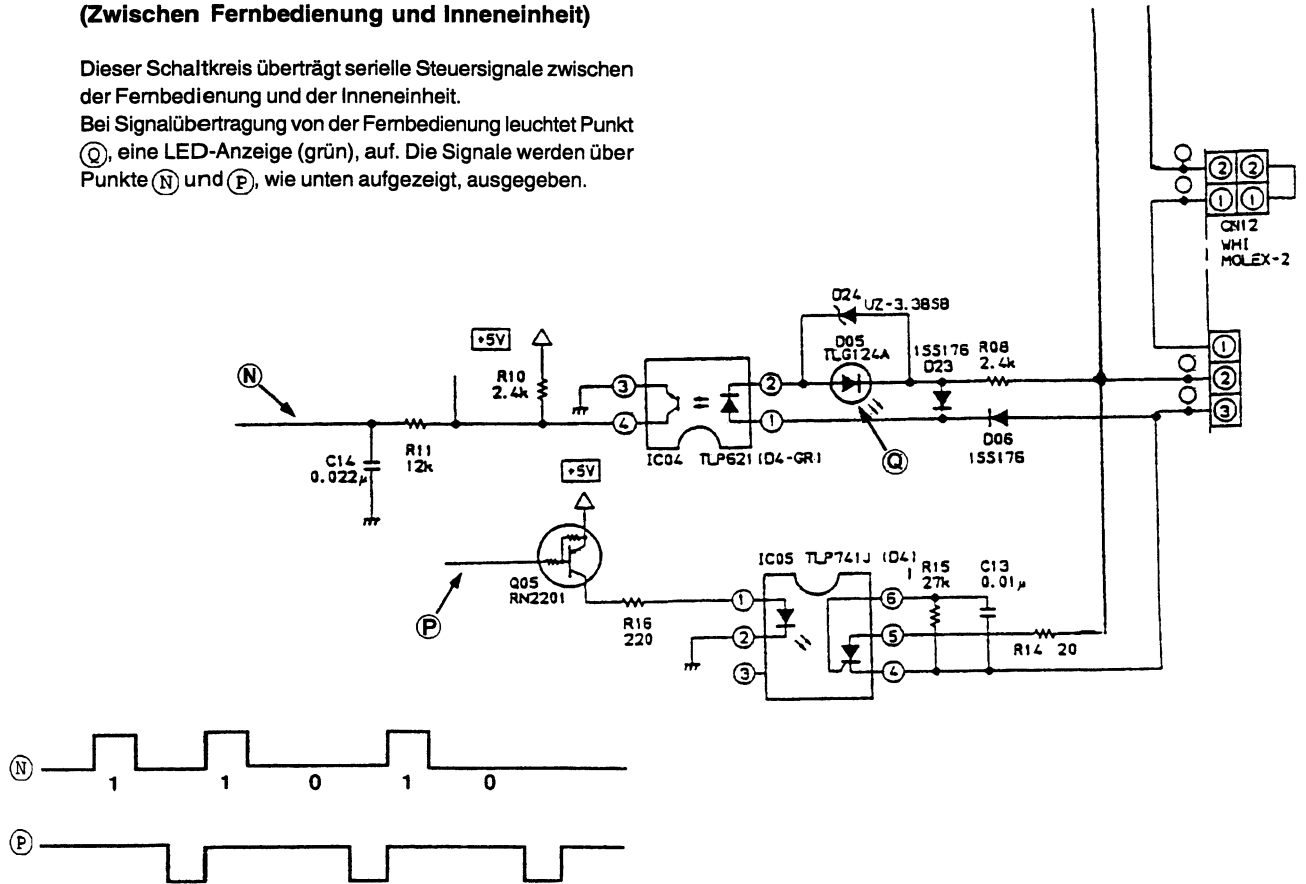 (Zwischen Fernbedienung und Inneneinheit)
Dieser Schaltkreis überträgt serielle Steuersignale zwischen
der Fernbedienung und der Inneneinheit.
Bei Signalübertragung von der Fernbedienung leuchtet Punkt
Ⓠ, eine LED-Anzeige (grün), auf. Die Signale werden über
Punkte Ⓝ und Ⓟ, wie unten aufgezeigt, ausgegeben.
② ②
① ①
CN12
WHI
MOLEX-2
D24
UZ-3.3BSB
+5V
D05
TLG124A
1SS176
D23
R08
2.4k
①
②
③
Ⓝ
R10
2.4k
③
②
④
①
C14
0.022μ
R11
12k
IC04 TLP621(D4-GR)
Ⓠ
D06
1SS176
+5V
IC05 TLP741J (D4)
R15
27k
C13
0.01μ
Q05
RN2201
Ⓟ
R16
220
①
②
③
⑥
⑤
④
R14 20
Ⓝ
1 1 0 1 0
Ⓟ